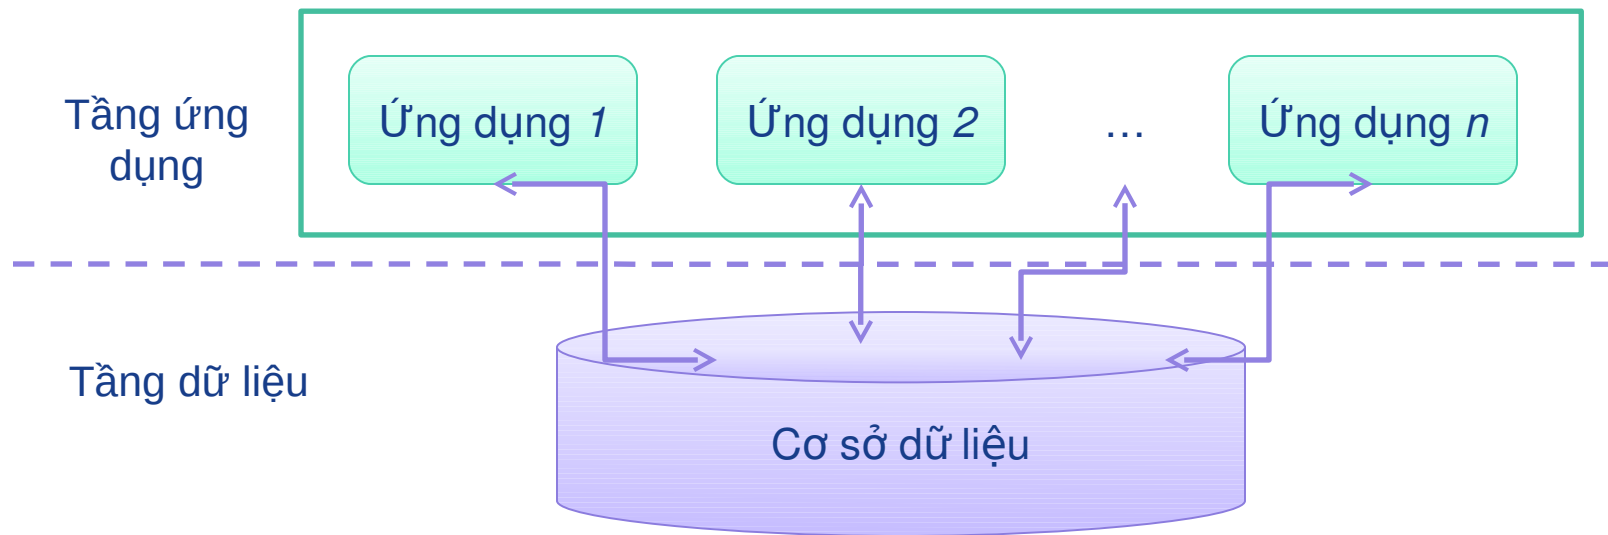 Tầng ứng
dụng
Ứng dụng 1
Ứng dụng 2
...
Ứng dụng n
Tầng dữ liệu
Cơ sở dữ liệu